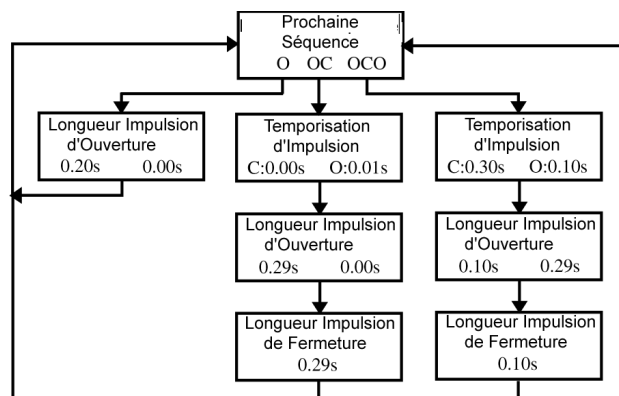 Prochaine
Séquence
O OC OCO
Longueur Impulsion
d'Ouverture
0.20s 0.00s
Temporisation
d'Impulsion
C:0.00s O:0.01s
Temporisation
d'Impulsion
C:0.30s O:0.10s
Longueur Impulsion
d'Ouverture
0.29s 0.00s
Longueur Impulsion
d'Ouverture
0.10s 0.29s
Longueur Impulsion
de Fermeture
0.29s
Longueur Impulsion
de Fermeture
0.10s